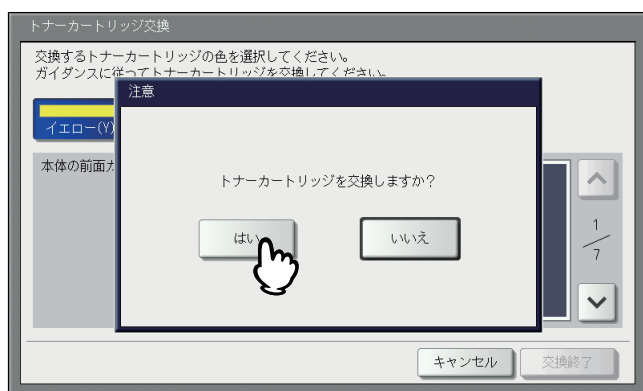 トナーカートリッジ交換
交換するトナーカートリッジの色を選択してください。
ガイダンスに従ってトナーカートリッジを交換してください。
注意
イエロー(Y)
本体の前面カ
トナーカートリッジを交換しますか?
はい
いいえ
1
7
キャンセル
交換終了